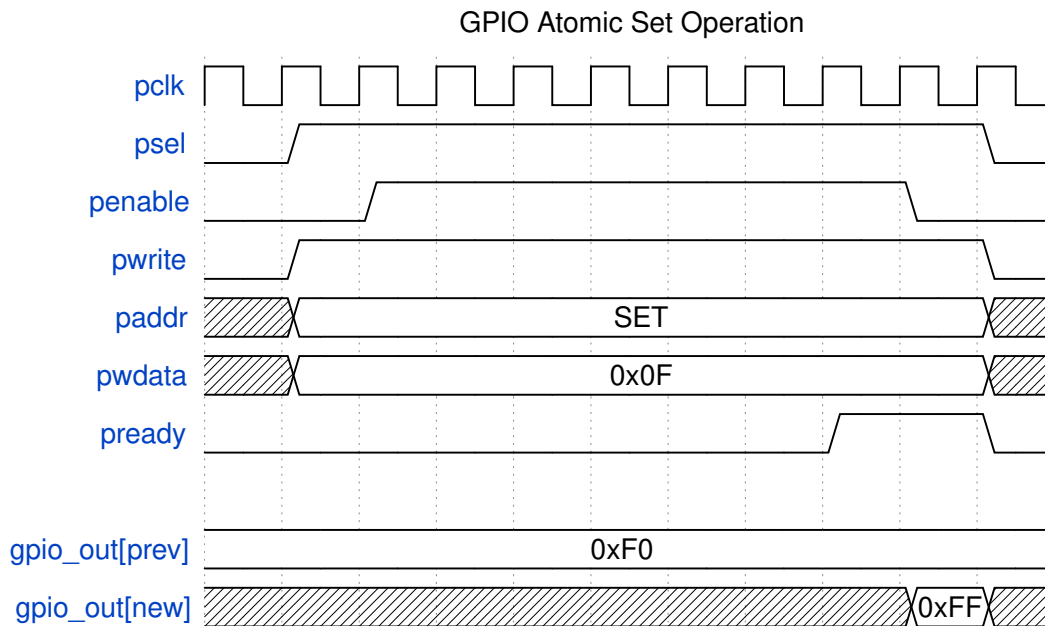 GPIO Atomic Set Operation
pclk
psel
penable
pwrite
paddr SET
pwdata 0x0F
pready
gpio_out[prev] 0xF0
gpio_out[new] 0xFF